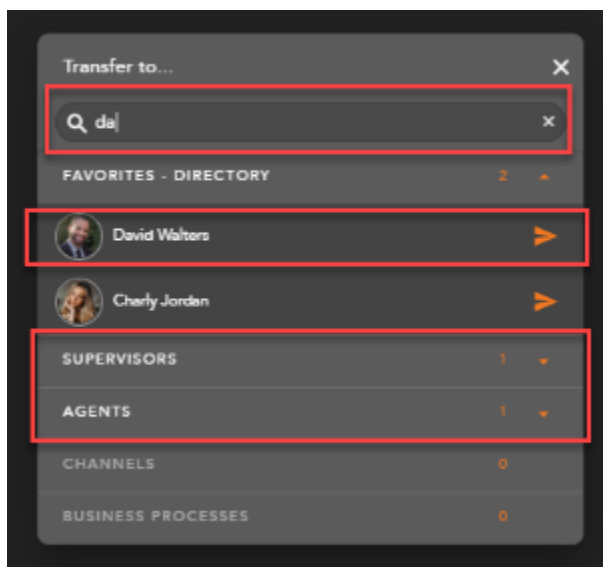 Transfer to...
da
FAVORITES - DIRECTORY 2
David Walters
Charly Jordan
SUPERVISORS 1
AGENTS 1
CHANNELS 0
BUSINESS PROCESSES 0